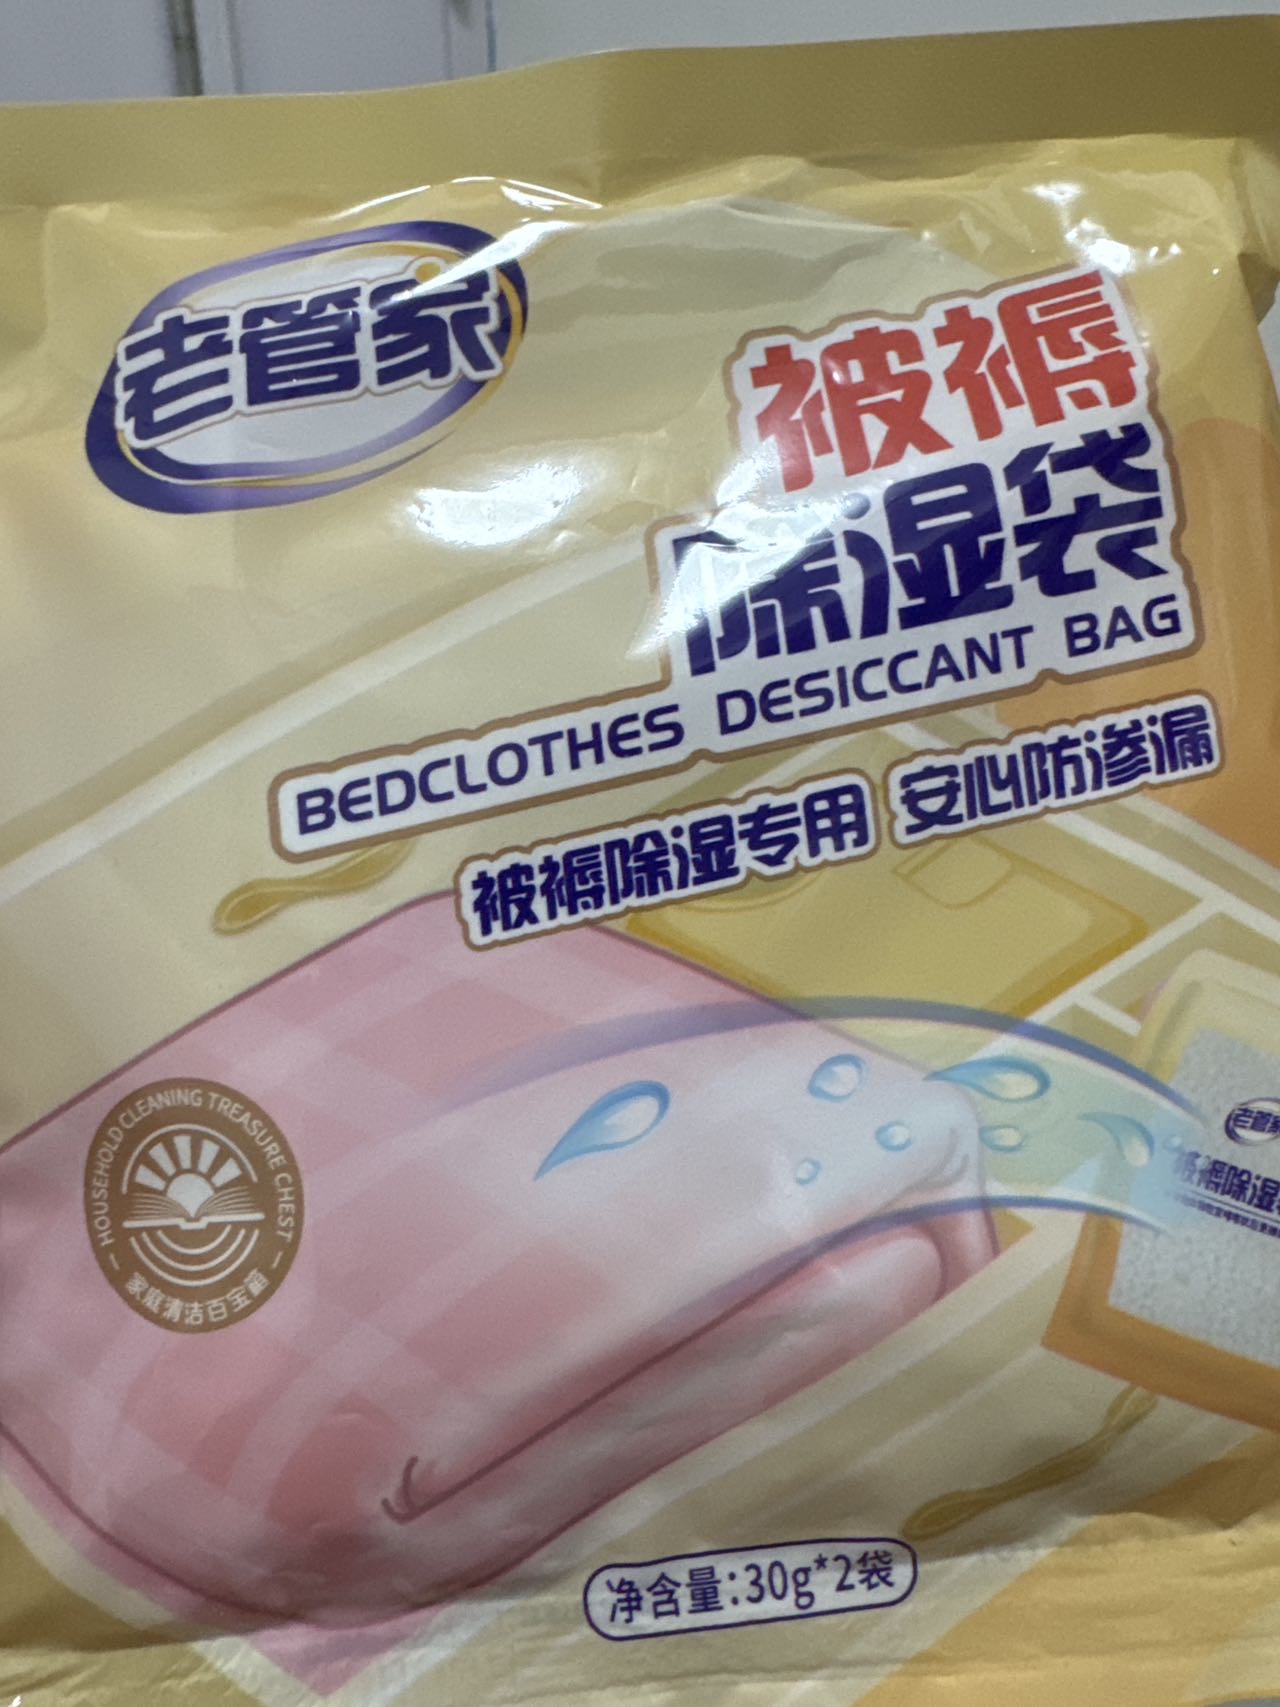 老管家
被褥
除湿袋
BEDCLOTHES DESICCANT BAG
被褥除湿专用 安心防渗漏
HOUSEHOLD CLEANING TREASURE CHEST
家庭清洁百宝箱
老管家
被褥除湿
净含量:30g*2袋